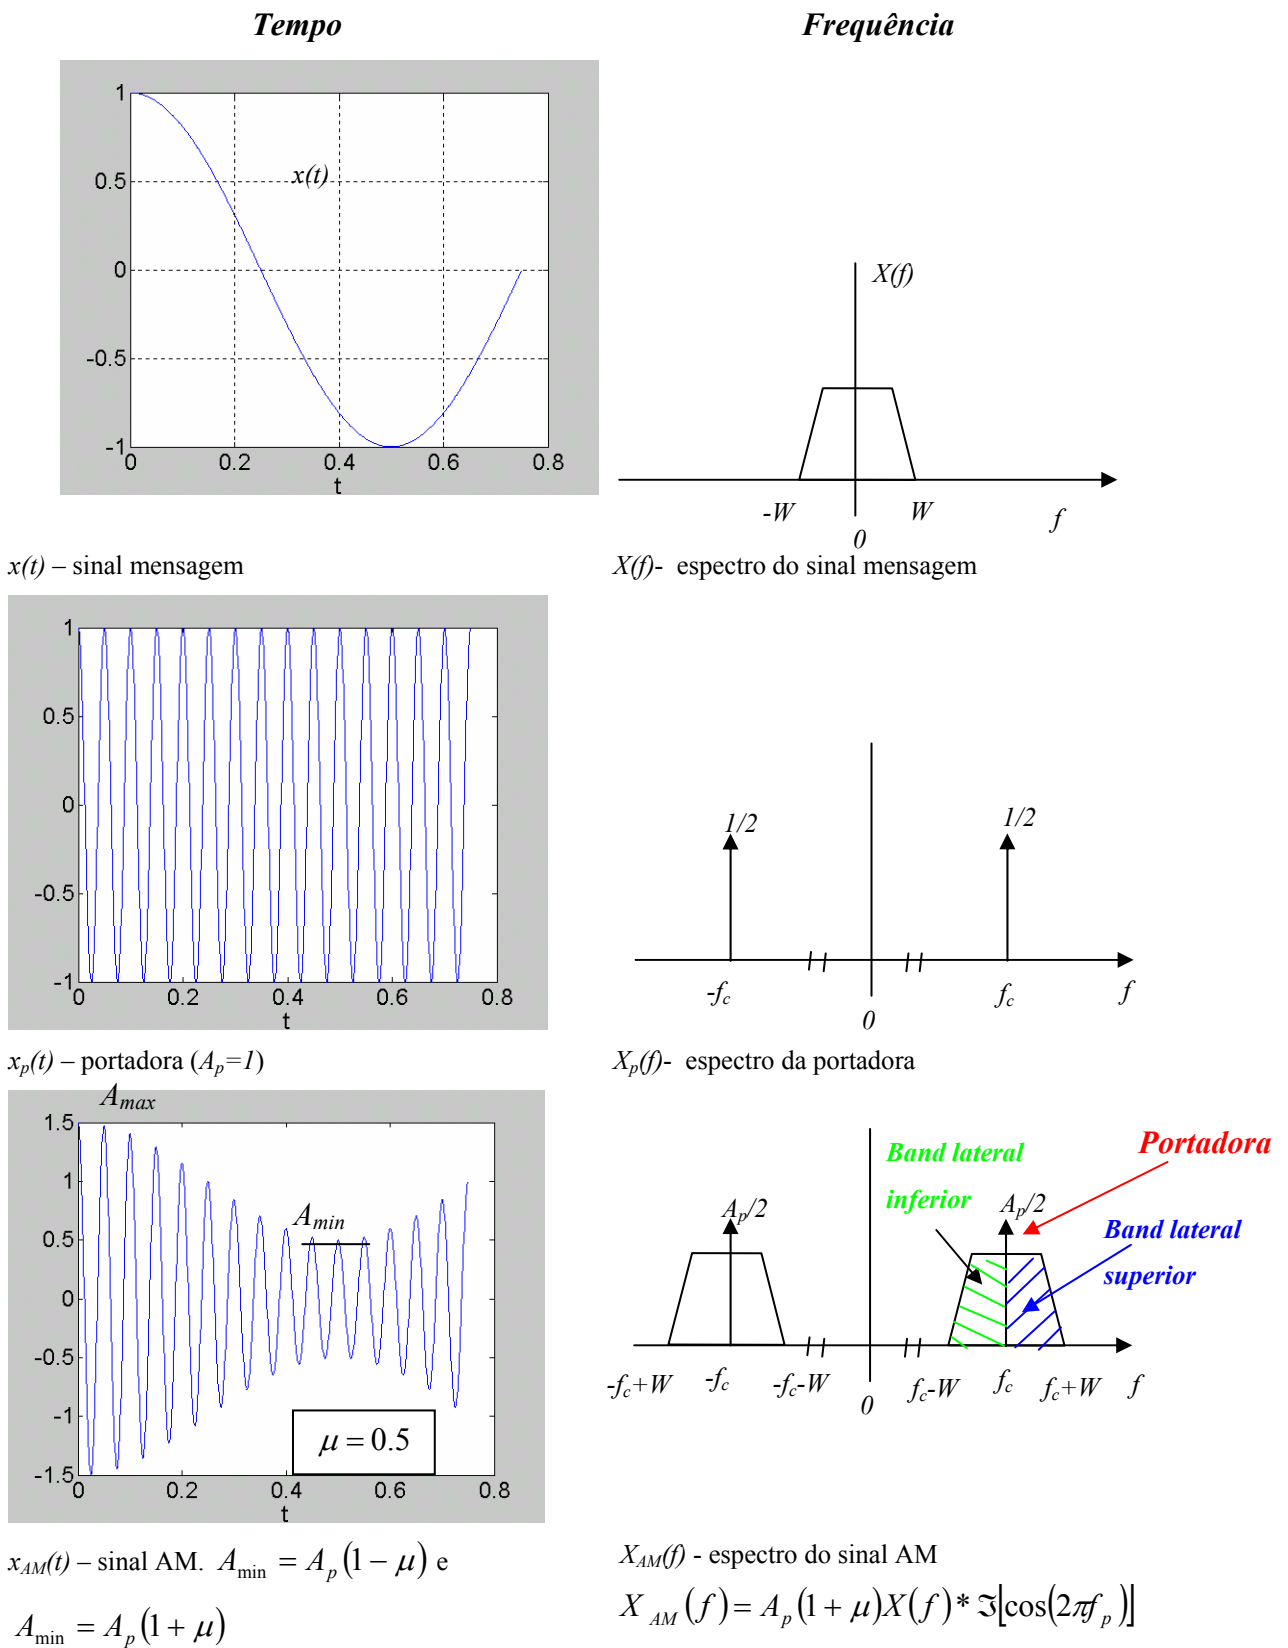 Tempo
Frequência
1
0.5
0
-0.5
-1
0
0.2
0.4
0.6
0.8
t
x(t)
X(f)
-W
W
0
f
x(t) – sinal mensagem
X(f)- espectro do sinal mensagem
1
0.5
0
-0.5
-1
0
0.2
0.4
0.6
0.8
t
1/2
1/2
-fc
fc
0
f
xp(t) – portadora (Ap=1)
Xp(f)- espectro da portadora
Amax
1.5
1
0.5
0
-0.5
-1
-1.5
0
0.2
0.4
0.6
0.8
t
Amin
μ = 0.5
Band lateral
inferior
Portadora
Ap/2
Ap/2
Band lateral
superior
-fc+W
-fc
-fc-W
0
fc-W
fc
fc+W
f
xAM(t) – sinal AM. Amin = Ap(1 − μ) e
Amin = Ap(1 + μ)
XAM(f) - espectro do sinal AM
XAM(f) = Ap(1 + μ)X(f) * ℑ[cos(2πfp)]